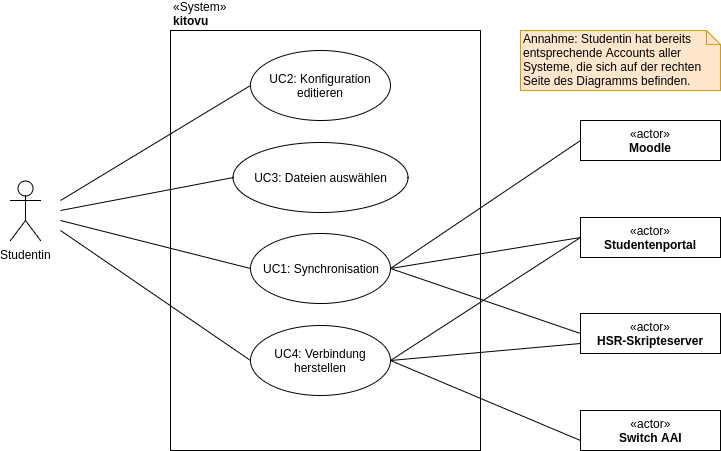 «System»
kitovu
Annahme: Studentin hat bereits
entsprechende Accounts aller
Systeme, die sich auf der rechten
Seite des Diagramms befinden.
UC2: Konfiguration
editieren
«actor»
Moodle
UC3: Dateien auswählen
Studentin
«actor»
Studentenportal
UC1: Synchronisation
«actor»
HSR-Skripteserver
UC4: Verbindung
herstellen
«actor»
Switch AAI